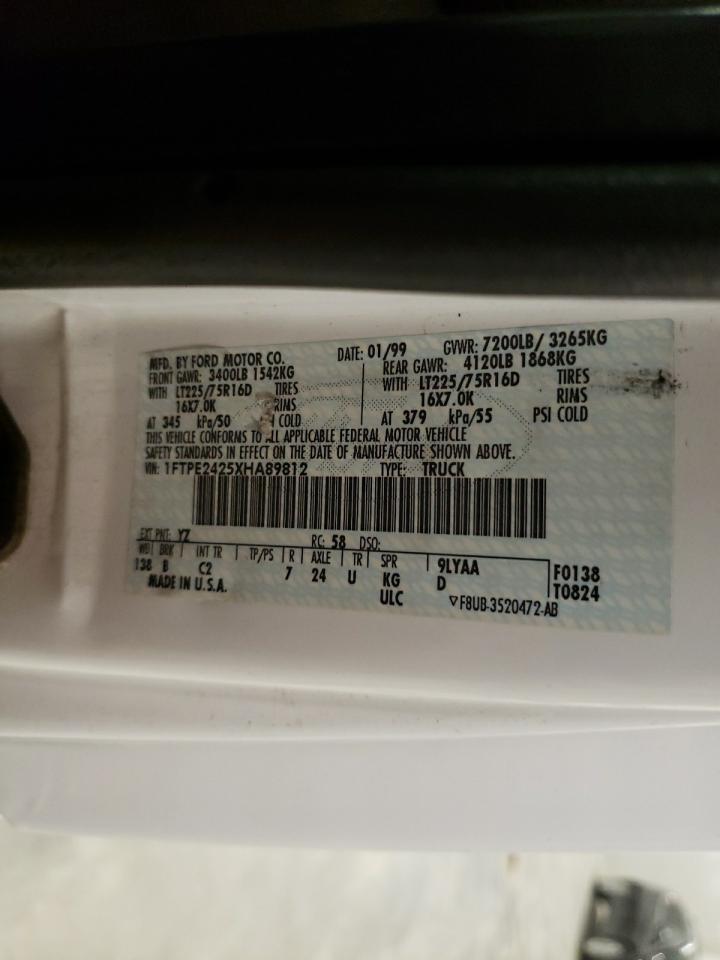 MFD. BY FORD MOTOR CO. DATE: 01/99 GVWR: 7200LB/ 3265KG
FRONT GAWR: 3400LB 1542KG REAR GAWR: 4120LB 1868KG
WITH LT225/75R16D TIRES WITH LT225/75R16D TIRES
16X7.0K RINS 16X7.0K RIMS
AT 345 kPa/50 I COLD AT 379 kPa/55 PSI COLD
THIS VEHICLE CONFORMS TO ALL APPLICABLE FEDERAL MOTOR VEHICLE
SAFETY STANDARDS IN EFFECT ON THE DATE OF MANUFACTURE SHOWN ABOVE.
VIN: 1FTPE2425XHA89812 TYPE: TRUCK
EXT PNT: YZ RC: 58 DSO:
WB BRK INT TR TP/PS R AXLE TR SPR 9LYAA F0138
138 B C2 7 24 U KG D T0824
MADE IN U.S.A. ULC ▽F8UB-3520472-AB